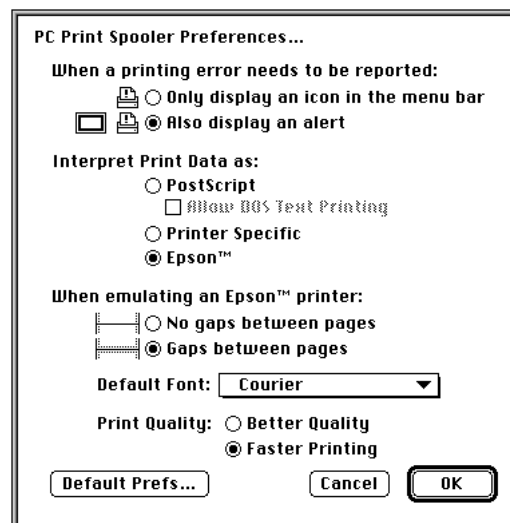 PC Print Spooler Preferences...
When a printing error needs to be reported:
Only display an icon in the menu bar
Also display an alert
Interpret Print Data as:
PostScript
Allow DOS Text Printing
Printer Specific
Epson™
When emulating an Epson™ printer:
No gaps between pages
Gaps between pages
Default Font: Courier
Print Quality: Better Quality
Faster Printing
Default Prefs... Cancel OK